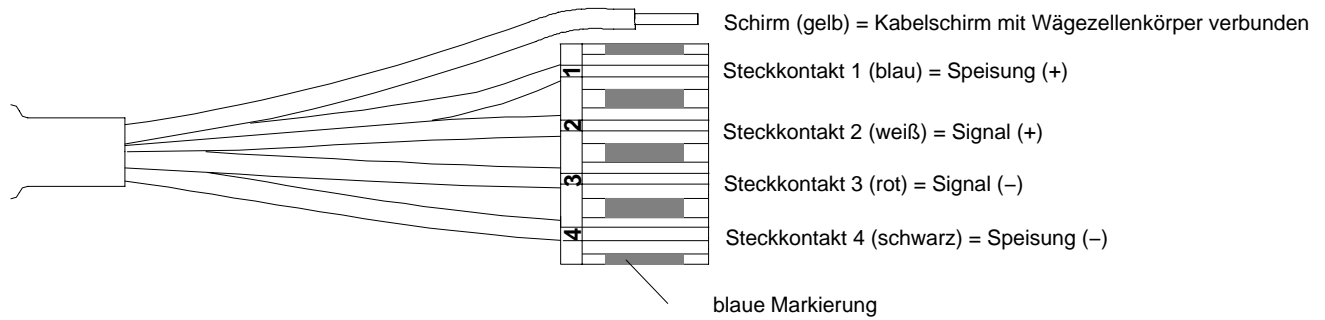 Schirm (gelb) = Kabelschirm mit Wägezellenkörper verbunden
1
Steckkontakt 1 (blau) = Speisung (+)
2
Steckkontakt 2 (weiß) = Signal (+)
3
Steckkontakt 3 (rot) = Signal (−)
4
Steckkontakt 4 (schwarz) = Speisung (−)
blaue Markierung